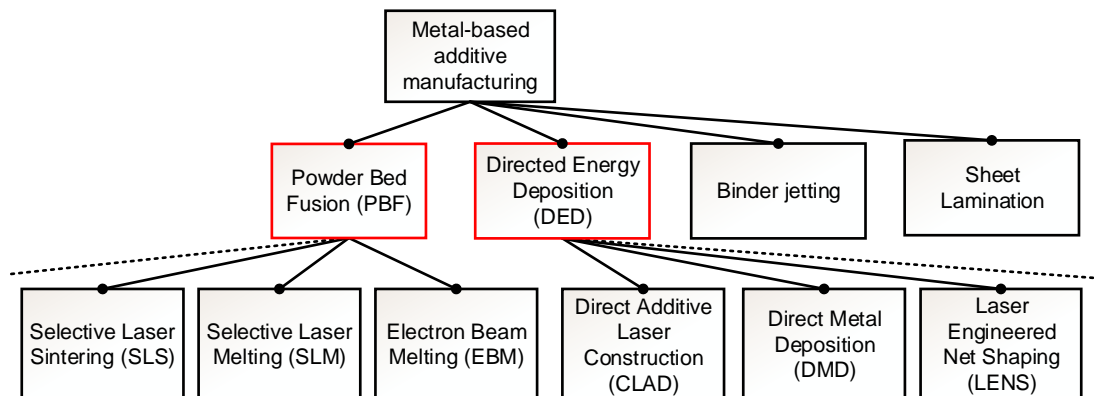 Metal-based
additive
manufacturing
Powder Bed
Fusion (PBF)
Directed Energy
Deposition
(DED)
Binder jetting
Sheet
Lamination
Selective Laser
Sintering (SLS)
Selective Laser
Melting (SLM)
Electron Beam
Melting (EBM)
Direct Additive
Laser
Construction
(CLAD)
Direct Metal
Deposition
(DMD)
Laser
Engineered
Net Shaping
(LENS)